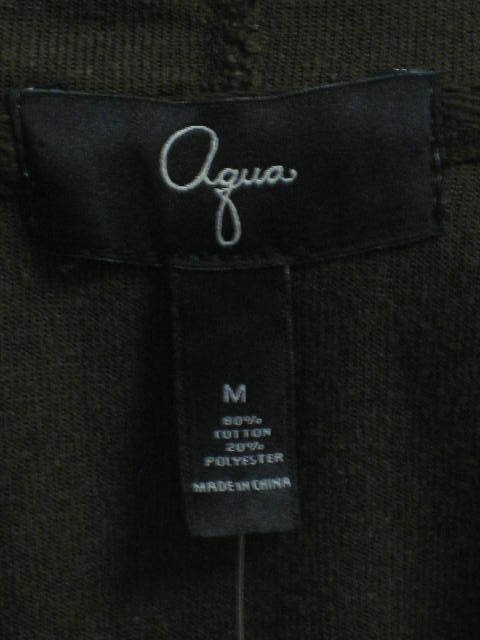 Aqua
M
80%
COTTON
20%
POLYESTER
MADE IN CHINA